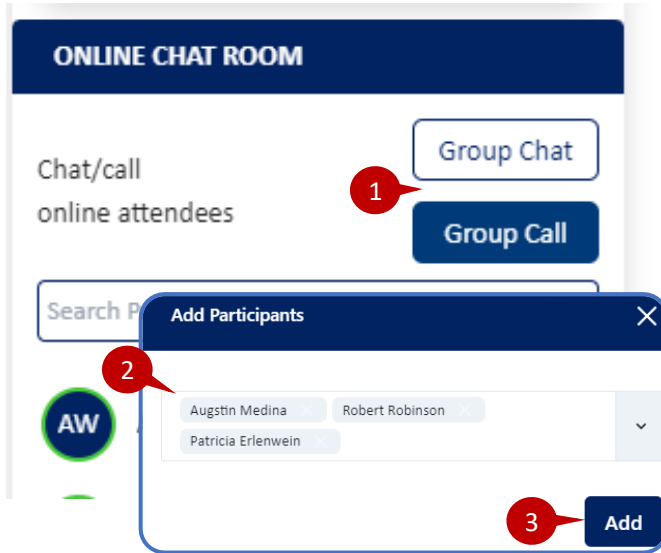 ONLINE CHAT ROOM
Chat/call
online attendees
Group Chat
1
Group Call
Search
Add Participants
2
Augstin Medina
Robert Robinson
Patricia Erlenwein
AW
3
Add